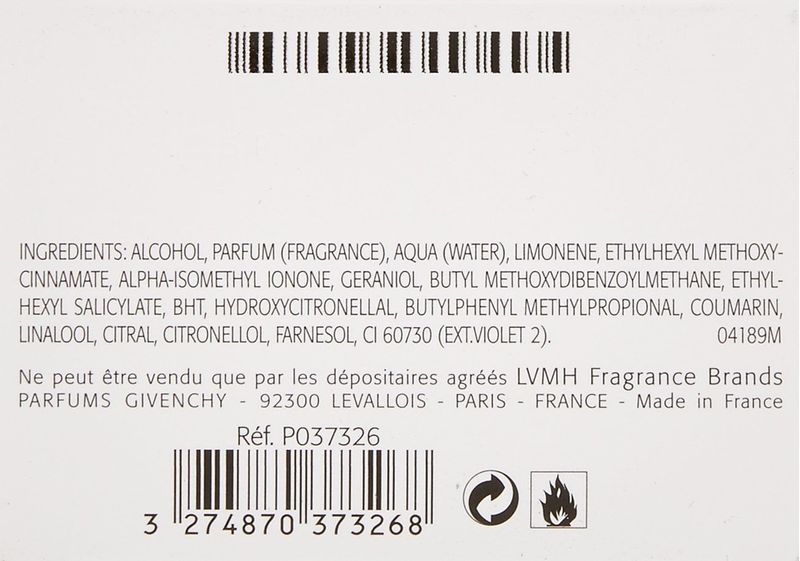 INGREDIENTS: ALCOHOL, PARFUM (FRAGRANCE), AQUA (WATER), LIMONENE, ETHYLHEXYL METHOXY-
CINNAMATE, ALPHA-ISOMETHYL IONONE, GERANIOL, BUTYL METHOXYDIBENZOYLMETHANE, ETHYL-
HEXYL SALICYLATE, BHT, HYDROXYCITRONELLAL, BUTYLPHENYL METHYLPROPIONAL, COUMARIN,
LINALOOL, CITRAL, CITRONELLOL, FARNESOL, CI 60730 (EXT.VIOLET 2). 04189M
Ne peut être vendu que par les dépositaires agréés LVMH Fragrance Brands
PARFUMS GIVENCHY - 92300 LEVALLOIS - PARIS - FRANCE - Made in France
Réf. P037326
3 274870 373268